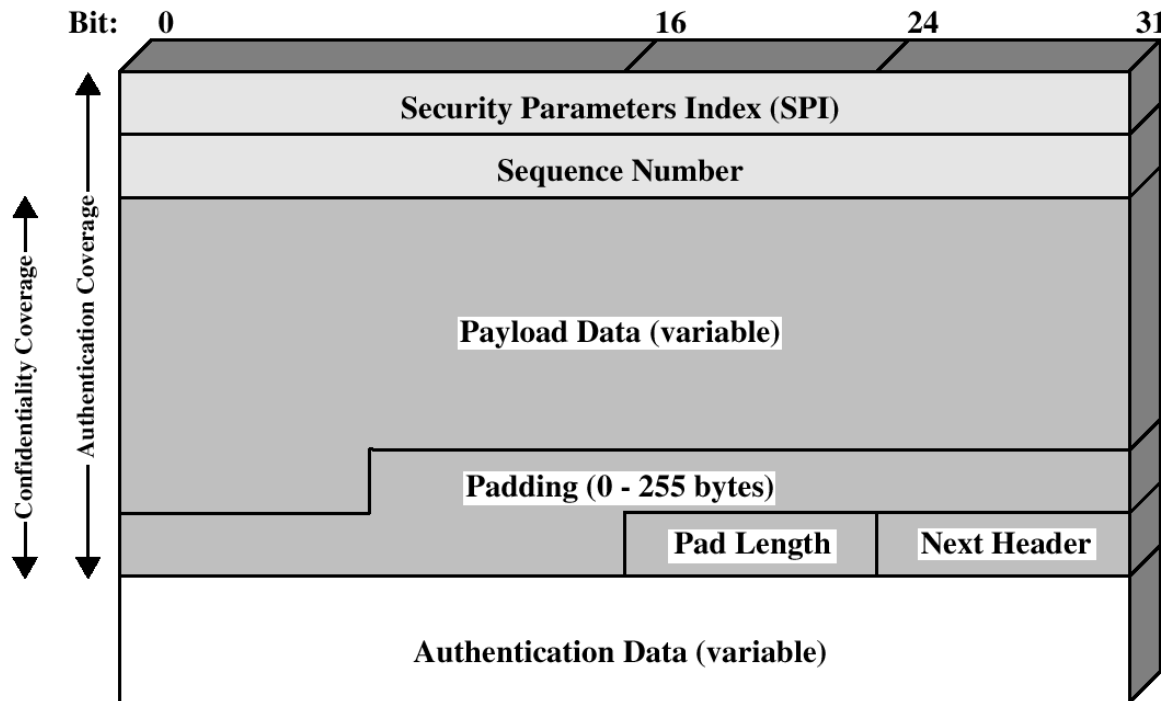 Bit: 0 16 24 31
Security Parameters Index (SPI)
Sequence Number
Confidentiality Coverage
Authentication Coverage
Payload Data (variable)
Padding (0 - 255 bytes)
Pad Length Next Header
Authentication Data (variable)